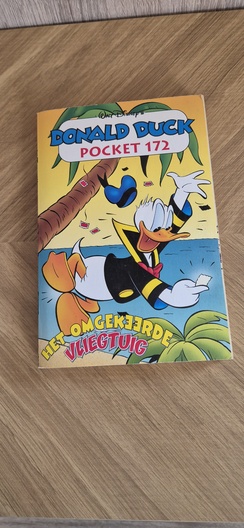 Walt Disney's
DONALD DUCK
POCKET 172
HET OMGEKEERDE
VLIEGTUIG